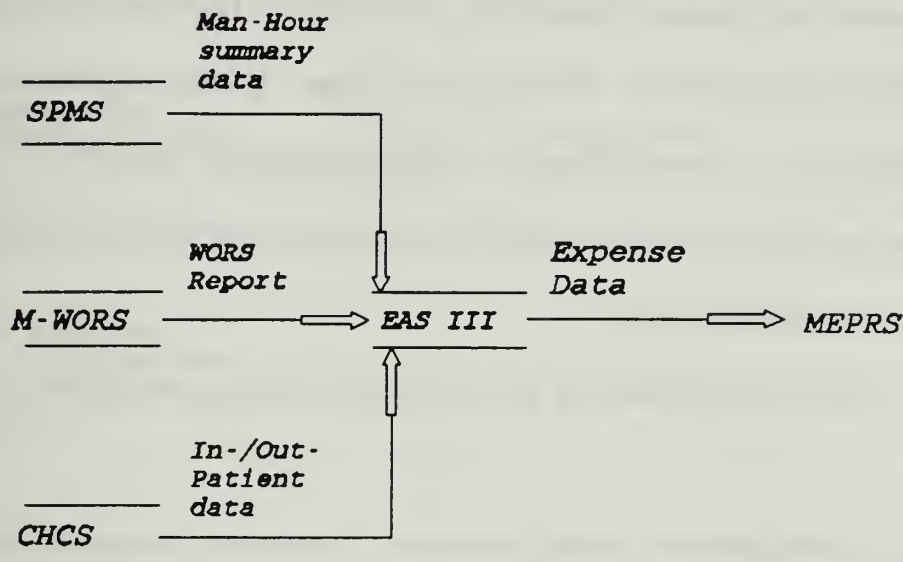 Man-Hour
summary
data
SPMS
WORS
Report
Expense
Data
M-WORS
EAS III
MEPRS
In-/Out-
Patient
data
CHCS